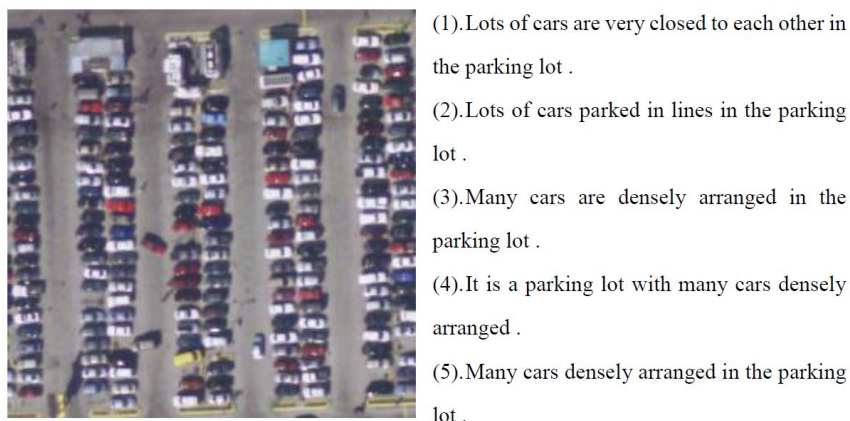 (1).Lots of cars are very closed to each other in
the parking lot .
(2).Lots of cars parked in lines in the parking
lot .
(3).Many cars are densely arranged in the
parking lot .
(4).It is a parking lot with many cars densely
arranged .
(5).Many cars densely arranged in the parking
lot .